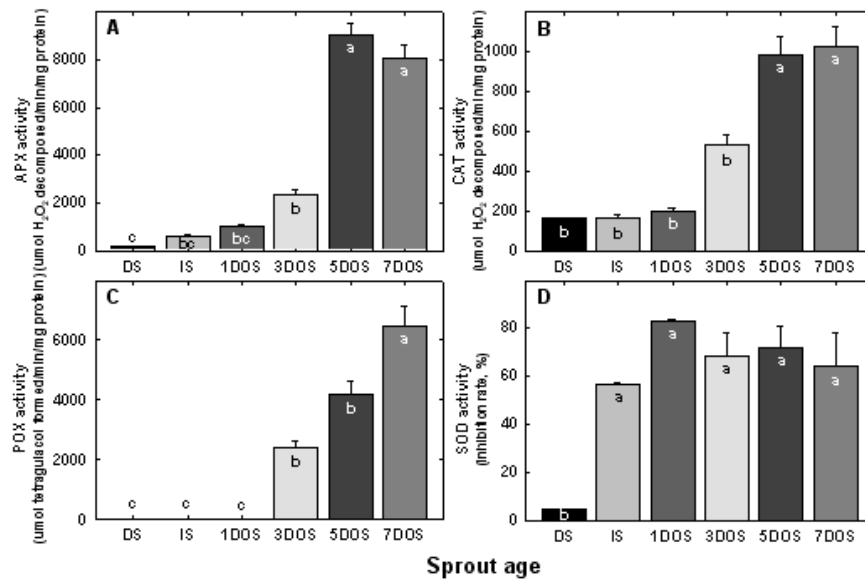 A
APX activity
(umol H₂O₂ decomposed/min/mg protein)
8000
6000
4000
2000
0
c
bc
bc
b
a
a
DS IS 1DOS 3DOS 5DOS 7DOS
B
CAT activity
(umol H₂O₂ decomposed/min/mg protein)
1000
800
600
400
200
0
b
b
b
b
a
a
DS IS 1DOS 3DOS 5DOS 7DOS
C
POX activity
(umol tetragulacol formed/min/mg protein)
6000
4000
2000
0
c
c
c
b
b
a
DS IS 1DOS 3DOS 5DOS 7DOS
D
SOD activity
(Inhibition rate, %)
80
60
40
20
0
b
a
a
a
a
a
DS IS 1DOS 3DOS 5DOS 7DOS
Sprout age